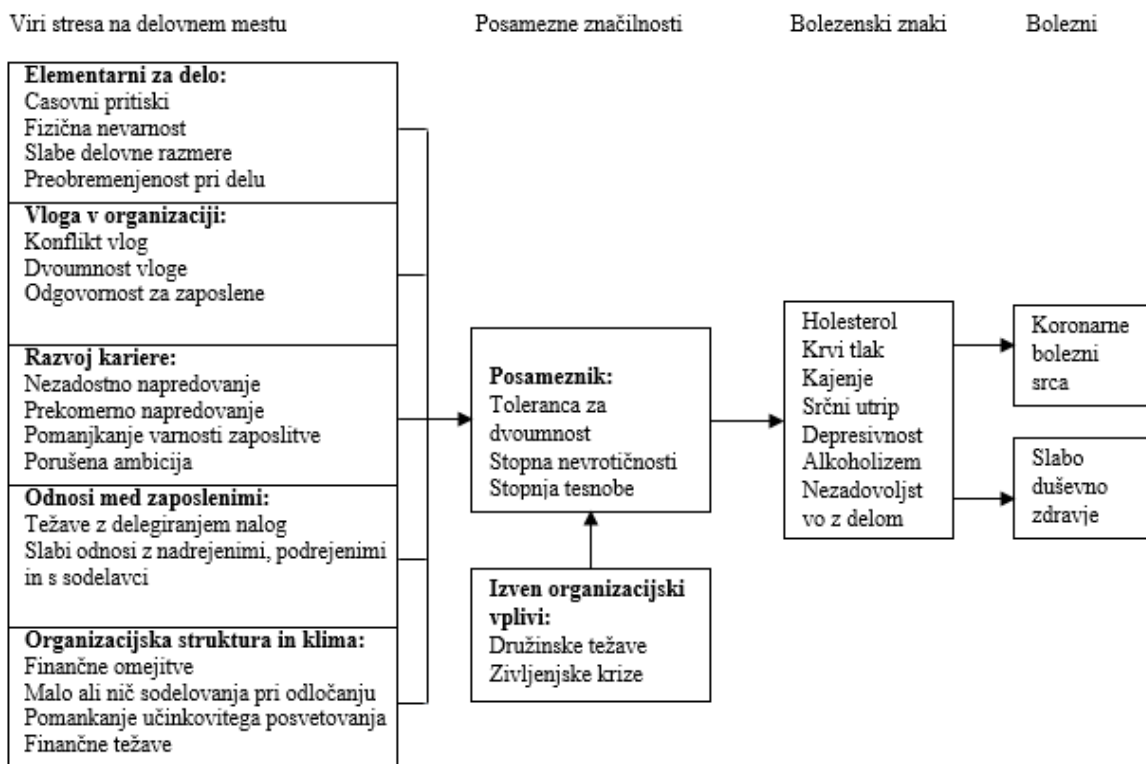 Viri stresa na delovnem mestu
Posamezne značilnosti
Bolezenski znaki
Bolezni
Elementarni za delo:
Casovni pritiski
Fizična nevarnost
Slabe delovne razmere
Preobremenjenost pri delu
Vloga v organizaciji:
Konflikt vlog
Dvoumnost vloge
Odgovornost za zaposlene
Razvoj kariere:
Nezadostno napredovanje
Prekomerno napredovanje
Pomanjkanje varnosti zaposlitve
Porušena ambicija
Odnosi med zaposlenimi:
Težave z delegiranjem nalog
Slabi odnosi z nadrejenimi, podrejenimi
in s sodelavci
Organizacijska struktura in klima:
Finančne omejitve
Malo ali nič sodelovanja pri odločanju
Pomankanje učinkovitega posvetovanja
Finančne težave
Posameznik:
Toleranca za
dvoumnost
Stopna nevrotičnosti
Stopnja tesnobe
Izven organizacijski
vplivi:
Družinske težave
Zivljenjske krize
Holesterol
Krvi tlak
Kajenje
Srčni utrip
Depresivnost
Alkoholizem
Nezadovoljst
vo z delom
Koronarne
bolezni
srca
Slabo
duševno
zdravje